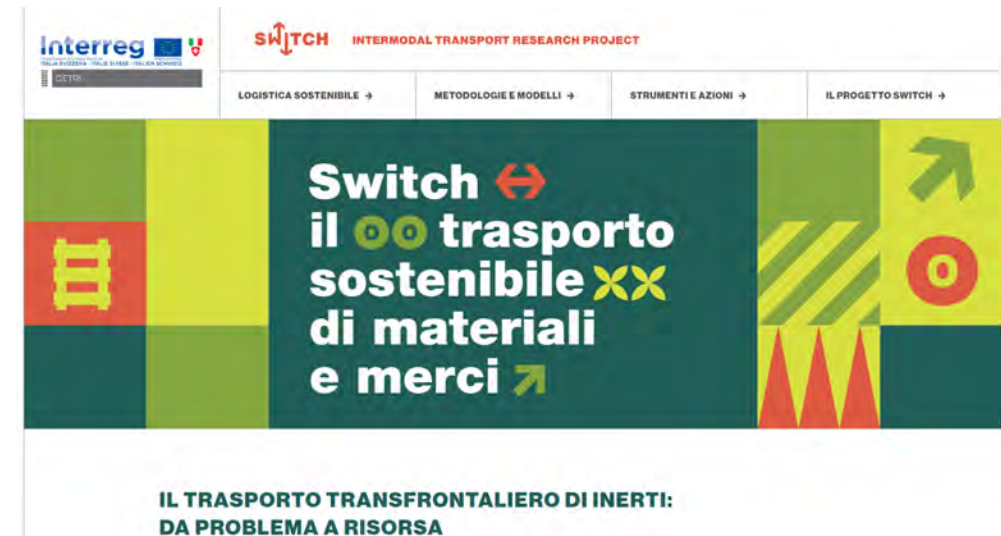 Interreg
SWITCH INTERMODAL TRANSPORT RESEARCH PROJECT
LOGISTICA SOSTENIBILE → METODOLOGIE E MODELLI → STRUMENTI E AZIONI → IL PROGETTO SWITCH →
Switch ↔
il oo trasporto
sostenibile
di materiali
e merci
o
IL TRASPORTO TRANSFRONTALIERO DI INERTI:
DA PROBLEMA A RISORSA